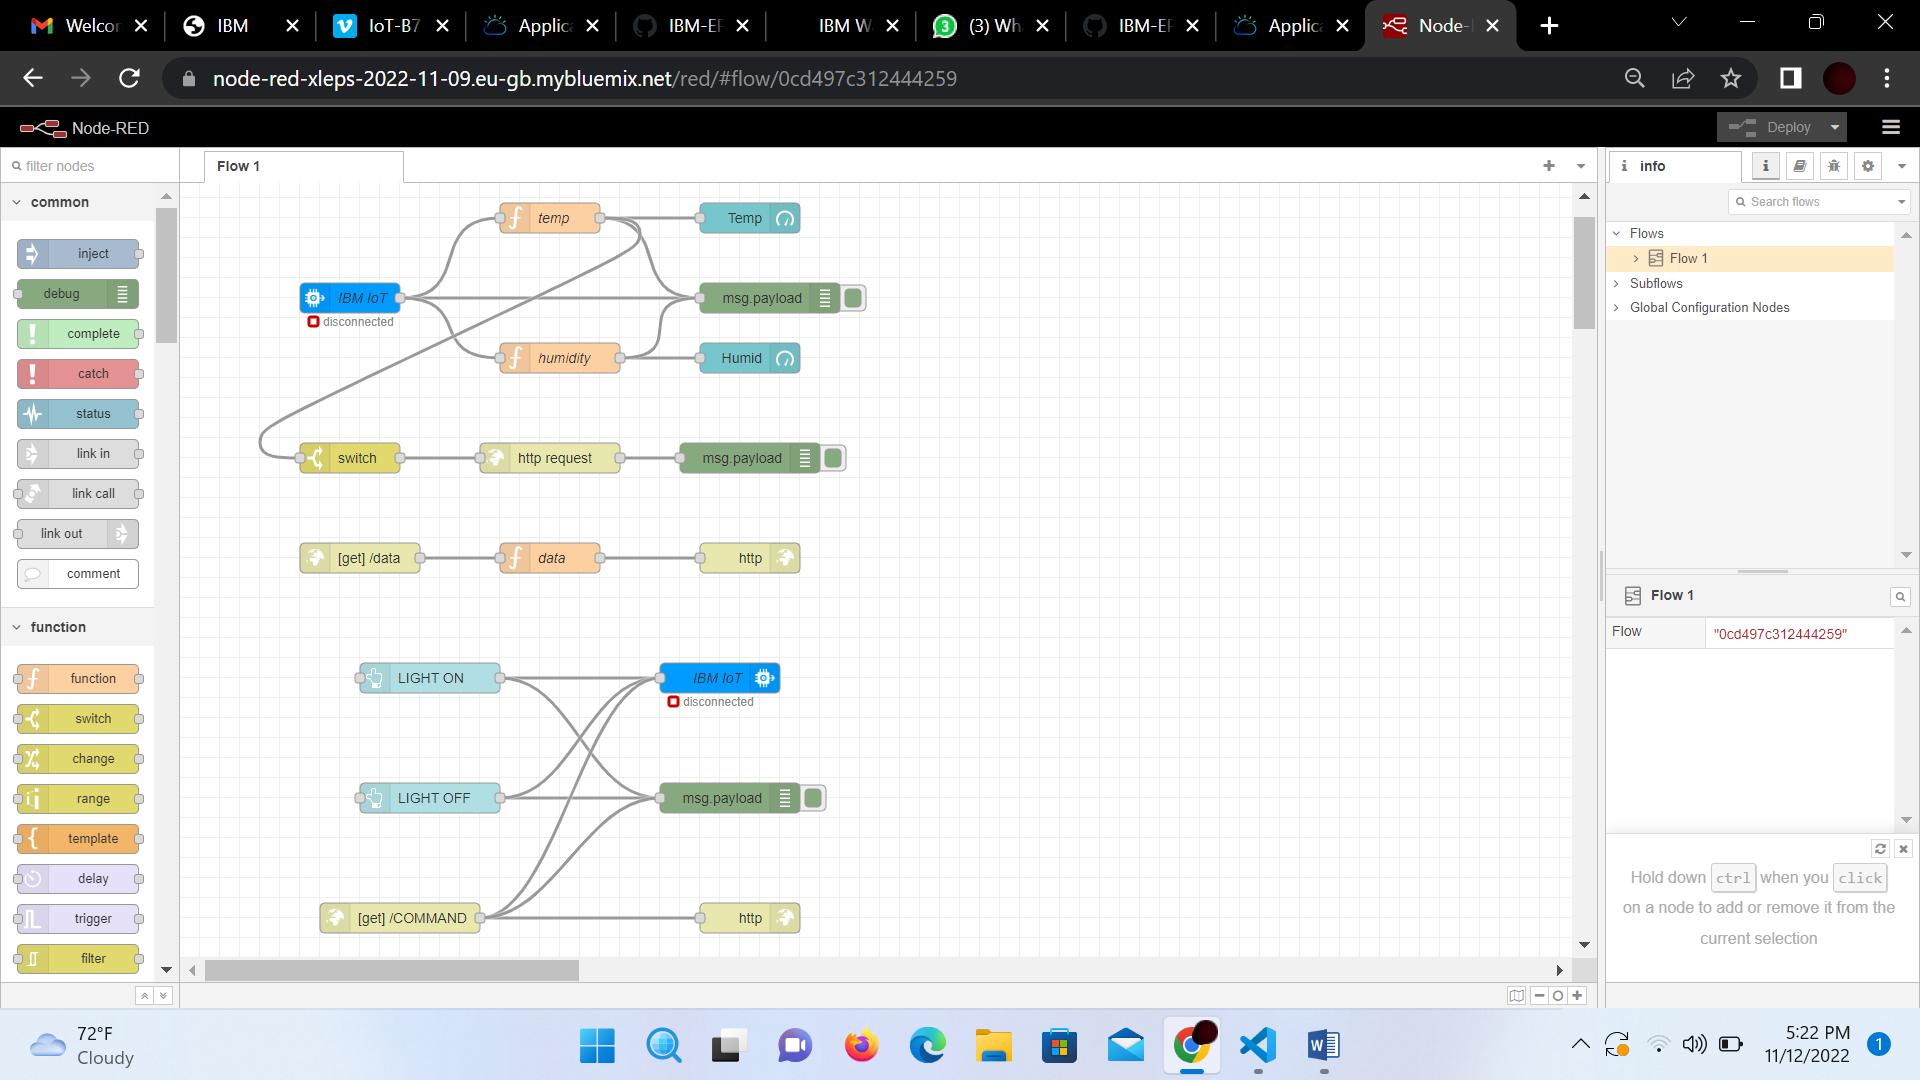 Welcon
IBM
IoT-B7
Applic
IBM-EF
IBM W
(3) Wh
IBM-EF
Applica
Node-
node-red-xleps-2022-11-09.eu-gb.mybluemix.net/red/#flow/0cd497c312444259
Node-RED
Deploy
filter nodes
common
inject
debug
complete
catch
status
link in
link call
link out
comment
function
function
switch
change
range
template
delay
trigger
filter
Flow 1
temp
Temp
IBM IoT
disconnected
msg.payload
humidity
Humid
switch
http request
msg.payload
[get] /data
data
http
LIGHT ON
IBM IoT
disconnected
LIGHT OFF
msg.payload
[get] /COMMAND
http
i info
i
Search flows
Flows
Flow 1
Subflows
Global Configuration Nodes
Flow 1
Flow "0cd497c312444259"
Hold down ctrl when you click
on a node to add or remove it from the
current selection
72°F
Cloudy
5:22 PM
11/12/2022
1